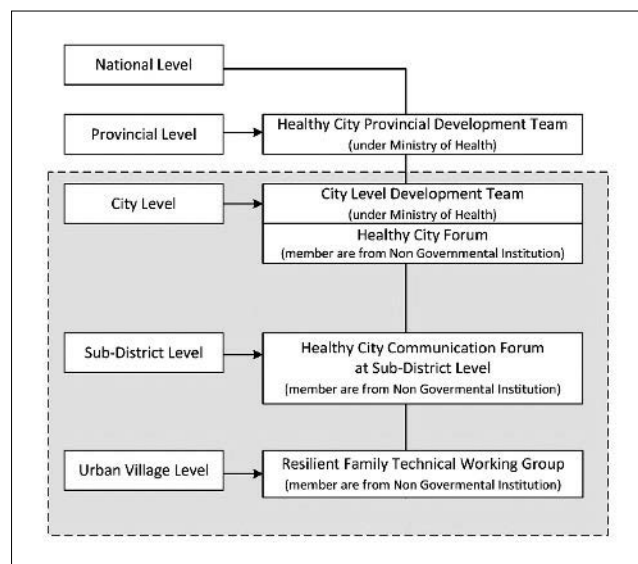 National Level
Provincial Level
Healthy City Provincial Development Team
(under Ministry of Health)
City Level
City Level Development Team
(under Ministry of Health)
Healthy City Forum
(member are from Non Governmental Institution)
Sub-District Level
Healthy City Communication Forum
at Sub-District Level
(member are from Non Govermental Institution)
Urban Village Level
Resilient Family Technical Working Group
(member are from Non Govermental Institution)